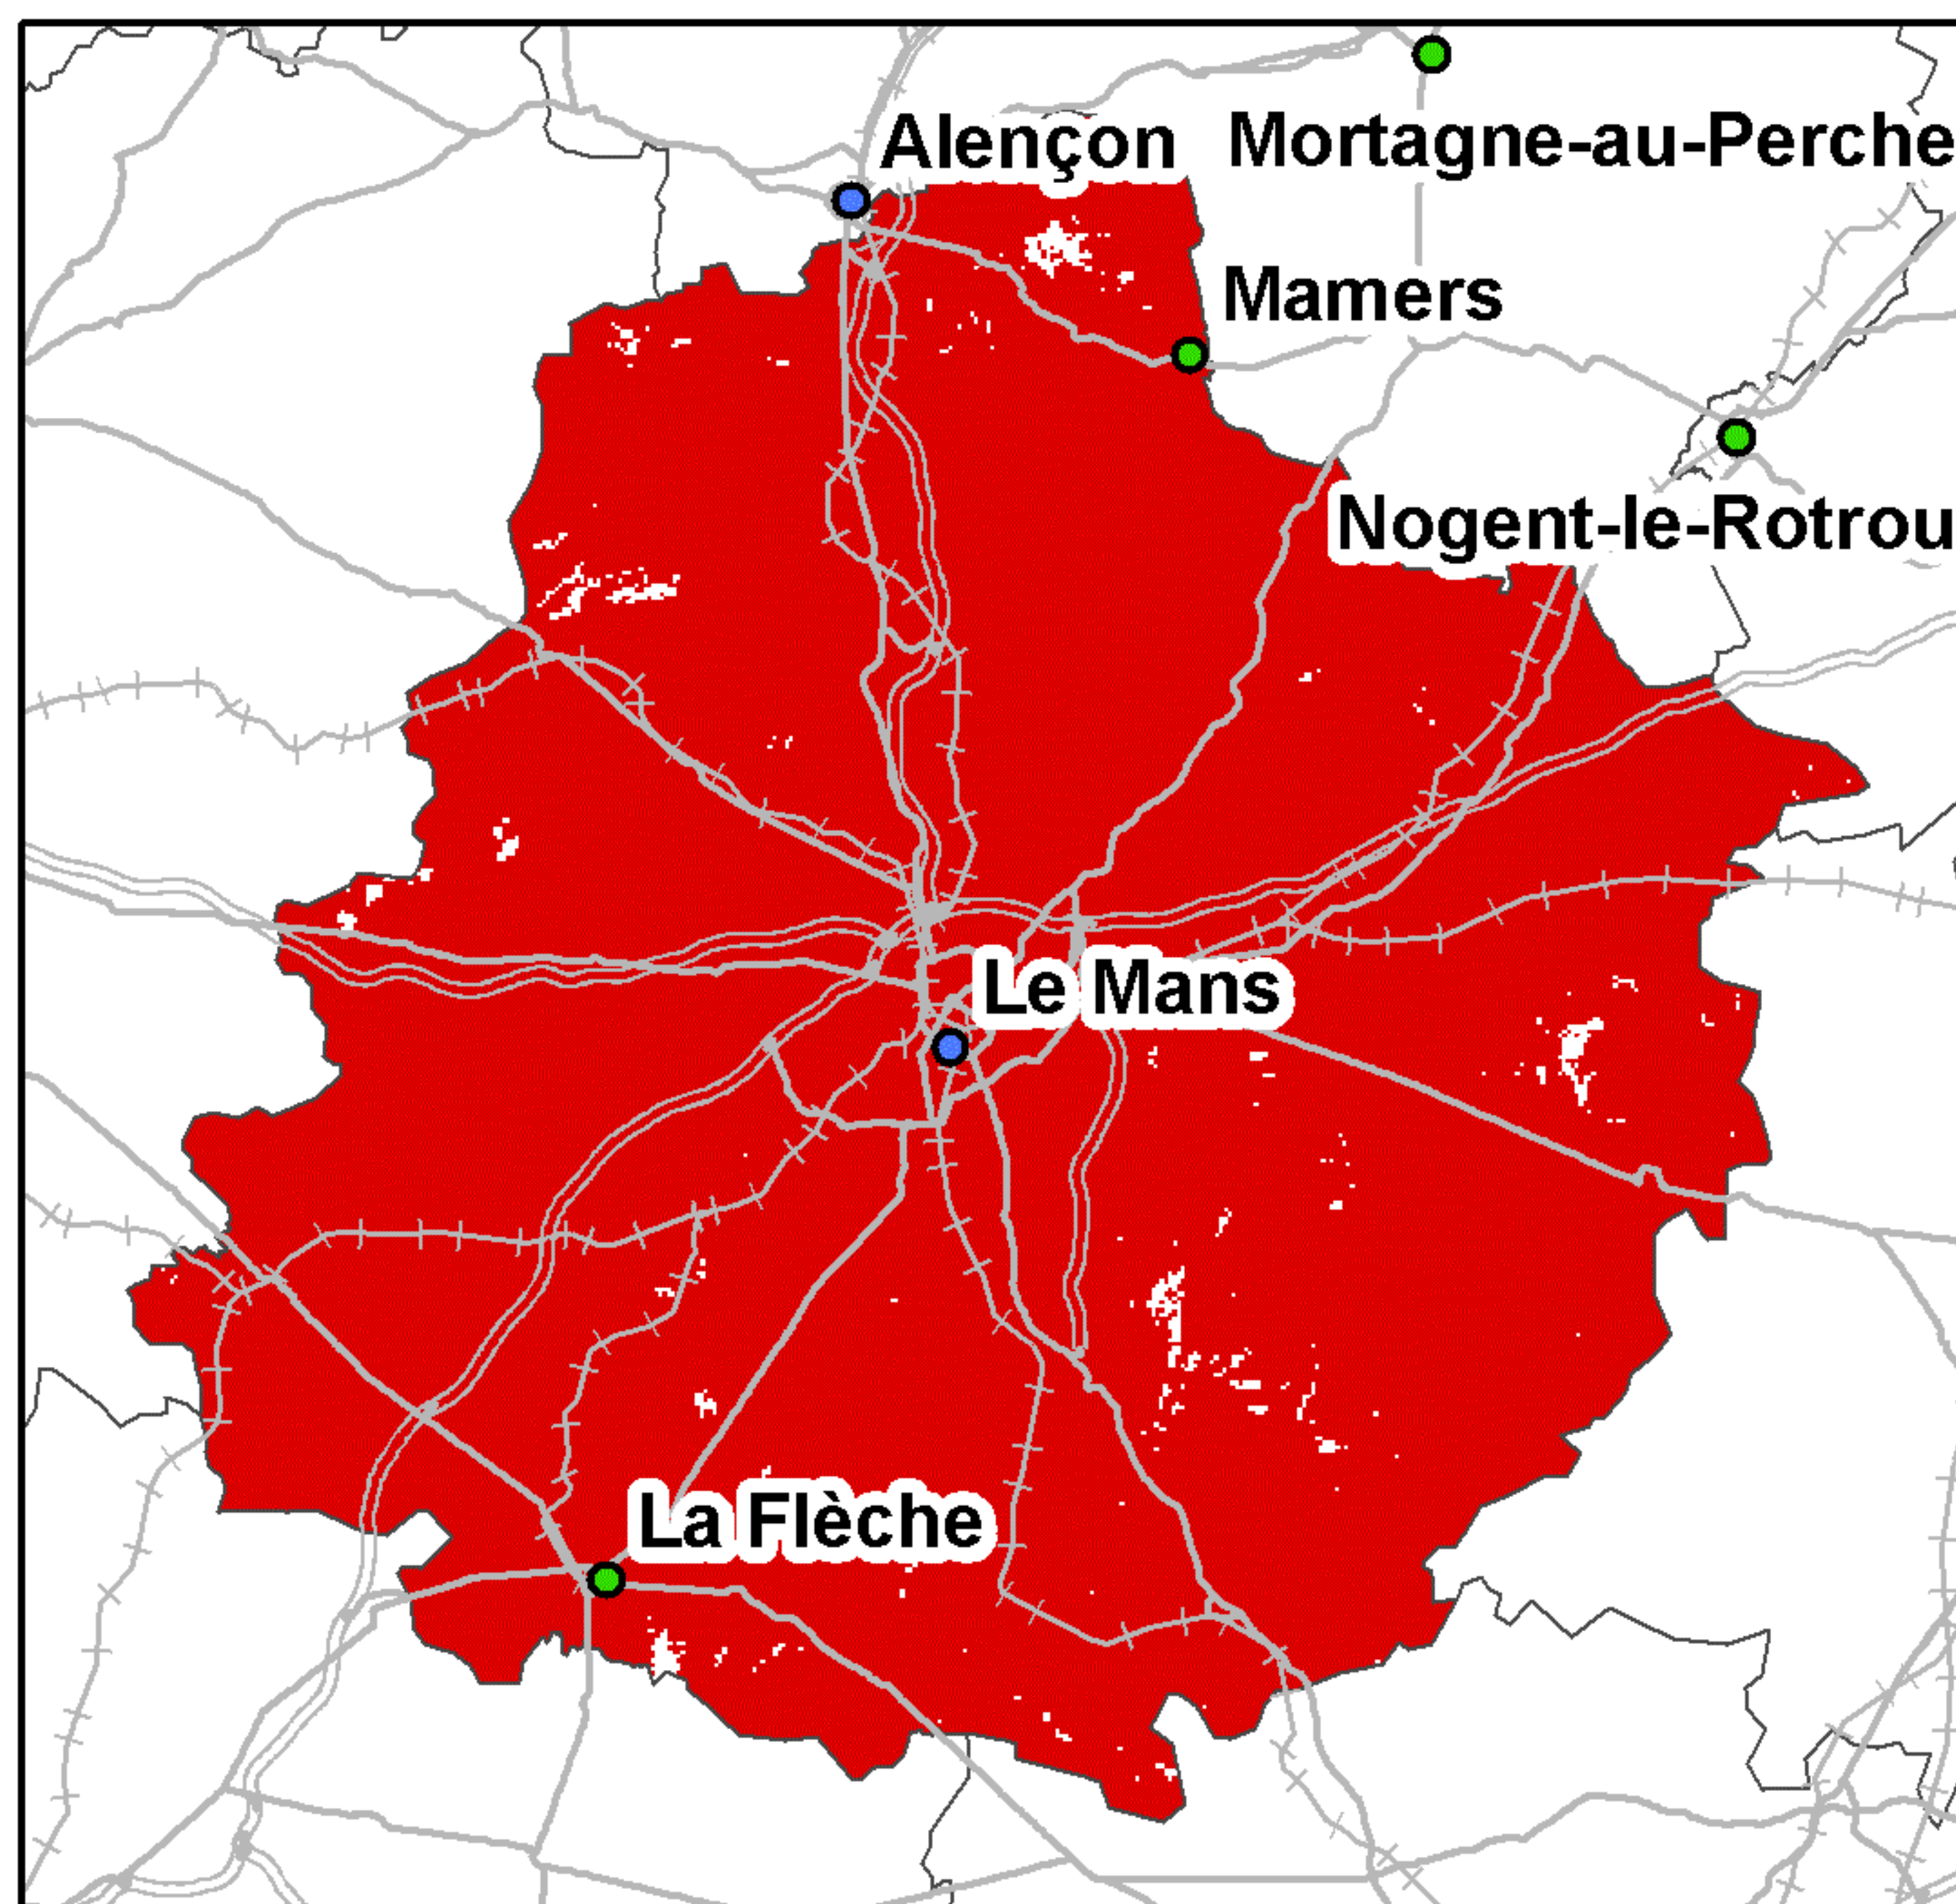 Alençon
Mortagne-au-Perche
Mamers
Nogent-le-Rotrou
Le Mans
La Flèche